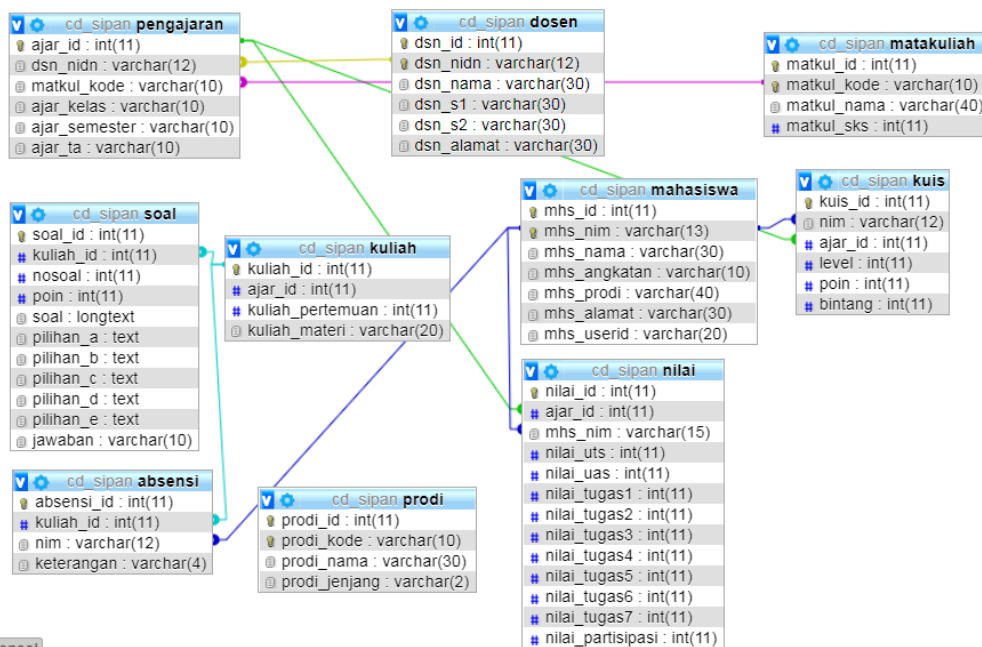 cd_sipan pengajaran
ajar_id : int(11)
dsn_nidn : varchar(12)
matkul_kode : varchar(10)
ajar_kelas : varchar(10)
ajar_semester : varchar(10)
ajar_ta : varchar(10)
cd_sipan dosen
dsn_id : int(11)
dsn_nidn : varchar(12)
dsn_nama : varchar(30)
dsn_s1 : varchar(30)
dsn_s2 : varchar(30)
dsn_alamat : varchar(30)
cd_sipan matakuliah
matkul_id : int(11)
matkul_kode : varchar(10)
matkul_nama : varchar(40)
matkul_sks : int(11)
cd_sipan soal
soal_id : int(11)
kuliah_id : int(11)
nosoal : int(11)
poin : int(11)
soal : longtext
pilihan_a : text
pilihan_b : text
pilihan_c : text
pilihan_d : text
pilihan_e : text
jawaban : varchar(10)
cd_sipan kuliah
kuliah_id : int(11)
ajar_id : int(11)
kuliah_pertemuan : int(11)
kuliah_materi : varchar(20)
cd_sipan mahasiswa
mhs_id : int(11)
mhs_nim : varchar(13)
mhs_nama : varchar(30)
mhs_angkatan : varchar(10)
mhs_prodi : varchar(40)
mhs_alamat : varchar(30)
mhs_userid : varchar(20)
cd_sipan kuis
kuis_id : int(11)
nim : varchar(12)
ajar_id : int(11)
level : int(11)
poin : int(11)
bintang : int(11)
cd_sipan absensi
absensi_id : int(11)
kuliah_id : int(11)
nim : varchar(12)
keterangan : varchar(4)
cd_sipan prodi
prodi_id : int(11)
prodi_kode : varchar(10)
prodi_nama : varchar(30)
prodi_jenjang : varchar(2)
cd_sipan nilai
nilai_id : int(11)
ajar_id : int(11)
mhs_nim : varchar(15)
nilai_uts : int(11)
nilai_uas : int(11)
nilai_tugas1 : int(11)
nilai_tugas2 : int(11)
nilai_tugas3 : int(11)
nilai_tugas4 : int(11)
nilai_tugas5 : int(11)
nilai_tugas6 : int(11)
nilai_tugas7 : int(11)
nilai_partisipasi : int(11)